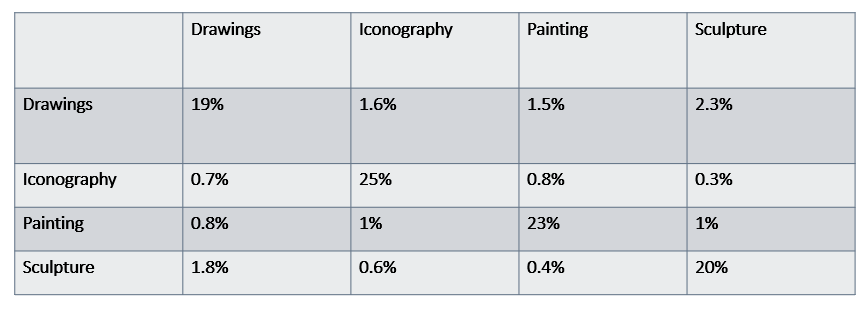 Drawings Iconography Painting Sculpture
Drawings 19% 1.6% 1.5% 2.3%
Iconography 0.7% 25% 0.8% 0.3%
Painting 0.8% 1% 23% 1%
Sculpture 1.8% 0.6% 0.4% 20%